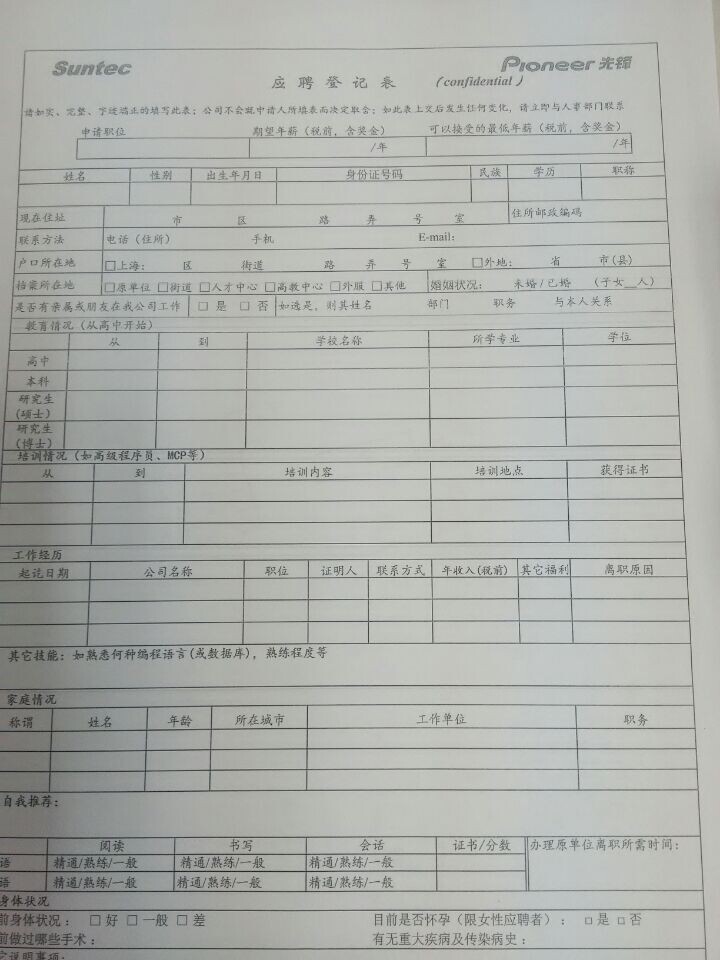 Suntec
Pioneer 先锋
应聘登记表 (confidential)
请如实、完整、字迹端正的填写此表；公司不会就申请人所填表而决定取舍；如此表上交后发生任何变化，请立即与人事部门联系
申请职位 期望年薪（税前，含奖金） 可以接受的最低年薪（税前，含奖金）
/年 /年
姓名 性别 出生年月日 身份证号码 民族 学历 职称
现在住址 市 区 路 弄 号 室 住所邮政编码
联系方法 电话（住所） 手机 E-mail:
户口所在地 □上海： 区 街道 路 弄 号 室 □外地： 省 市(县)
档案所在地 □原单位 □街道 □人才中心 □高教中心 □外服 □其他 婚姻状况： 未婚/已婚 （子女__人）
是否有亲属或朋友在我公司工作 □ 是 □ 否 如选是，则其姓名 部门 职务 与本人关系
教育情况（从高中开始）
从 到 学校名称 所学专业 学位
高中
本科
研究生
(硕士)
研究生
(博士)
培训情况（如高级程序员、MCP等）
从 到 培训内容 培训地点 获得证书
工作经历
起讫日期 公司名称 职位 证明人 联系方式 年收入(税前) 其它福利 离职原因
其它技能：如熟悉何种编程语言(或数据库)，熟练程度等
家庭情况
称谓 姓名 年龄 所在城市 工作单位 职务
自我推荐：
阅读 书写 会话 证书/分数 办理原单位离职所需时间：
语 精通/熟练/一般 精通/熟练/一般 精通/熟练/一般
语 精通/熟练/一般 精通/熟练/一般 精通/熟练/一般
身体状况
前身体状况： □ 好 □ 一般 □ 差 目前是否怀孕（限女性应聘者）： □ 是 □ 否
前做过哪些手术： 有无重大疾病及传染病史：
它说明事项：